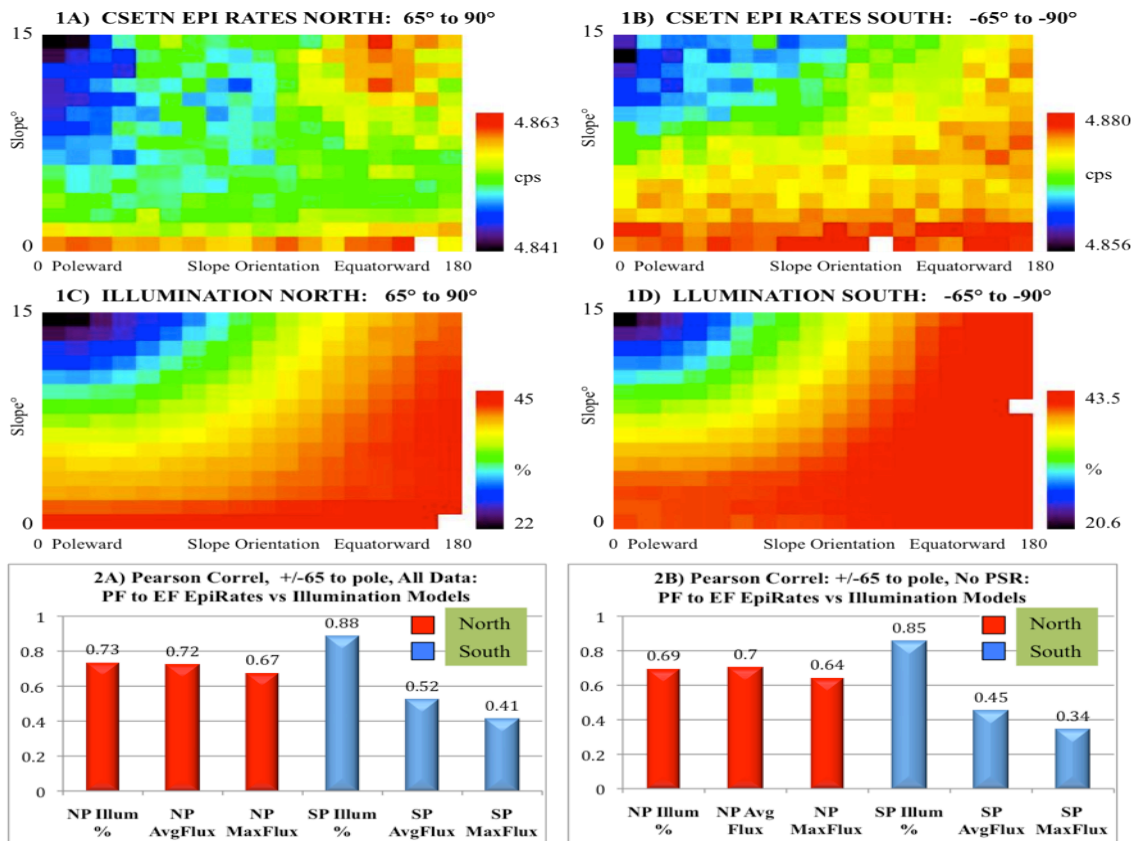 1A) CSETN EPI RATES NORTH: 65° to 90°
15
Slope°
0
4.863
cps
4.841
0 Poleward Slope Orientation Equatorward 180
1B) CSETN EPI RATES SOUTH: -65° to -90°
15
Slope°
0
4.880
cps
4.856
0 Poleward Slope Orientation Equatorward 180
1C) ILLUMINATION NORTH: 65° to 90°
15
Slope°
0
45
%
22
0 Poleward Slope Orientation Equatorward 180
1D) LLUMINATION SOUTH: -65° to -90°
15
Slope°
0
43.5
%
20.6
0 Poleward Slope Orientation Equatorward 180
2A) Pearson Correl, +/-65 to pole, All Data:
PF to EF EpiRates vs Illumination Models
1
0.8
0.6
0.4
0.2
0
0.73
0.72
0.67
0.88
0.52
0.41
North
South
NP Illum %
NP AvgFlux
NP MaxFlux
SP Illum %
SP AvgFlux
SP MaxFlux
2B) Pearson Correl: +/-65 to pole, No PSR:
PF to EF EpiRates vs Illumination Models
1
0.8
0.6
0.4
0.2
0
0.69
0.7
0.64
0.85
0.45
0.34
North
South
NP Illum %
NP Avg Flux
NP MaxFlux
SP Illum %
SP AvgFlux
SP MaxFlux